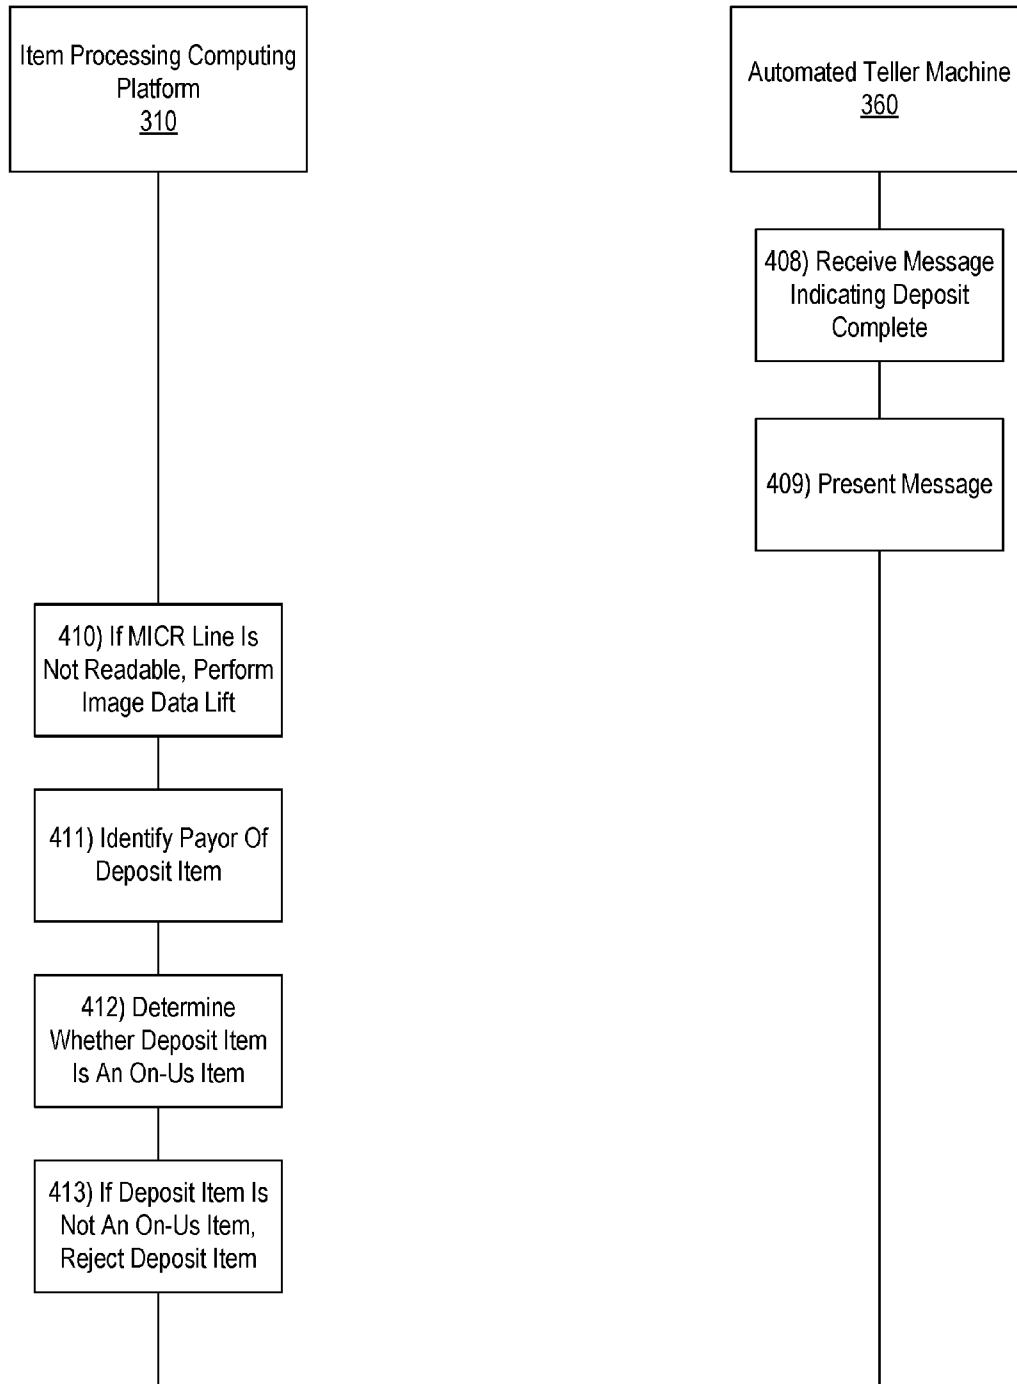 Item Processing Computing
Platform
310
Automated Teller Machine
360
408) Receive Message
Indicating Deposit
Complete
409) Present Message
410) If MICR Line Is
Not Readable, Perform
Image Data Lift
411) Identify Payor Of
Deposit Item
412) Determine
Whether Deposit Item
Is An On-Us Item
413) If Deposit Item Is
Not An On-Us Item,
Reject Deposit Item